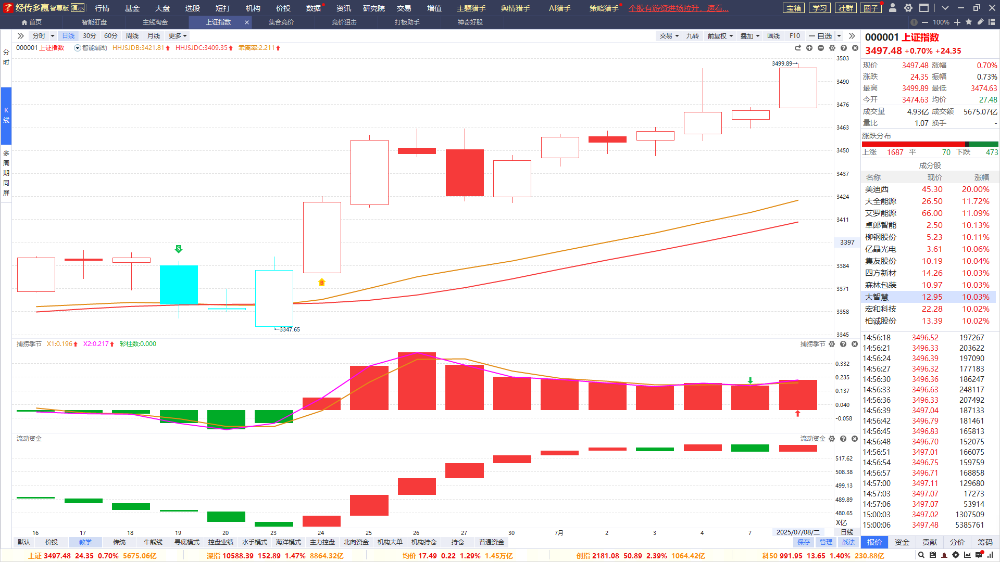 经传多赢 智尊版 演示 行情 基金 大盘 选股 短打 机构 价投 数据 资讯 研究院 交易 增值 主题猎手 舆情猎手 AI猎手 策略猎手 个股有游资进场拉升，速看... 宝箱 学习 社群 圈子
首页 智能盯盘 主线淘金 上证指数 × 集合竞价 竞价狙击 打板助手 神奇好股 100%
分时 日线 30分 60分 周线 月线 更多 交易 九转 前复权 叠加 画线 F10 一自选
000001 上证指数 智能辅助 HHJSJDB:3421.81 HHJSJDC:3409.35 乖离率:2.211
分时
K线
多周期同屏
3499.89
S
B
3347.65
3503
3490
3476
3463
3450
3437
3424
3411
3397
3384
3371
3358
3345
捕捞季节 X1:0.196 X2:0.217 彩柱数:0.000 捕捞季节
0.332
0.235
0.137
0.040
-0.058
流动资金 流动资金
517.62
508.38
499.13
489.89
480.65
X亿
16 17 18 19 20 23 24 25 26 27 30 7月 2 3 4 7 2025/07/08/二 日线
默认 价投 教学 传统 牛能线 寻底模式 控盘业绩 水手模式 海洋模式 主力控盘 北向资金 机构大单 机构持仓 持仓 普通资金 保存 管理 战法
000001 上证指数
3497.48 +0.70% +24.35
现价 3497.48 涨幅 0.70%
涨跌 24.35 振幅 0.73%
最高 3499.89 最低 3474.63
今开 3474.63 均价 27.48
成交量 4.93亿 成交额 5675.07亿
量比 1.07 换手 -
涨跌分布
上涨 1687 平 70 下跌 473
成分股
名称 现价 涨幅
美迪西 45.30 20.00%
大全能源 26.50 11.72%
艾罗能源 66.00 11.09%
卓郎智能 2.50 10.13%
柳钢股份 5.23 10.11%
亿晶光电 3.61 10.06%
集友股份 10.19 10.04%
四方新材 14.26 10.03%
森林包装 10.97 10.03%
大智慧 12.95 10.03%
宏和科技 22.28 10.02%
柏诚股份 13.39 10.02%
14:56:18 3496.52 197267
14:56:21 3496.33 203622
14:56:24 3496.39 197090
14:56:27 3496.32 177183
14:56:30 3496.36 186247
14:56:33 3496.63 248117
14:56:36 3496.33 207492
14:56:39 3497.04 187133
14:56:42 3496.79 181461
14:56:45 3496.83 165813
14:56:48 3496.70 152075
14:56:51 3497.01 166075
14:56:54 3496.75 159759
14:56:57 3496.71 168858
14:57:00 3497.11 129680
14:57:03 3497.07 17273
14:57:06 3497.07 53914
15:00:03 3497.02 1307509
15:00:06 3497.48 5385761
报价 资金 贡献 分价 筹码
上证 3497.48 24.35 0.70% 5675.06亿 深指 10588.39 152.89 1.47% 8864.32亿 均价 17.49 0.22 1.29% 1.45万亿 创指 2181.08 50.89 2.39% 1064.42亿 科50 991.95 13.65 1.40% 230.88亿